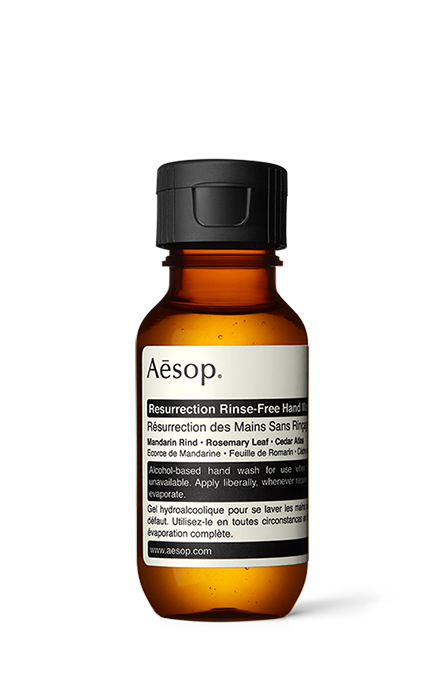 Aēsop.®
Resurrection Rinse-Free Hand
Résurrection des Mains Sans
Mandarin Rind • Rosemary Leaf • Cedar Atlas
Ecorce de Mandarine • Feuille de Romarin •
Alcohol-based hand wash for use when
unavailable. Apply liberally, whenever
evaporate.
Gel hydroalcoolique pour se laver les mains
défaut. Utilisez-le en toutes circonstances
évaporation complète.
www.aesop.com